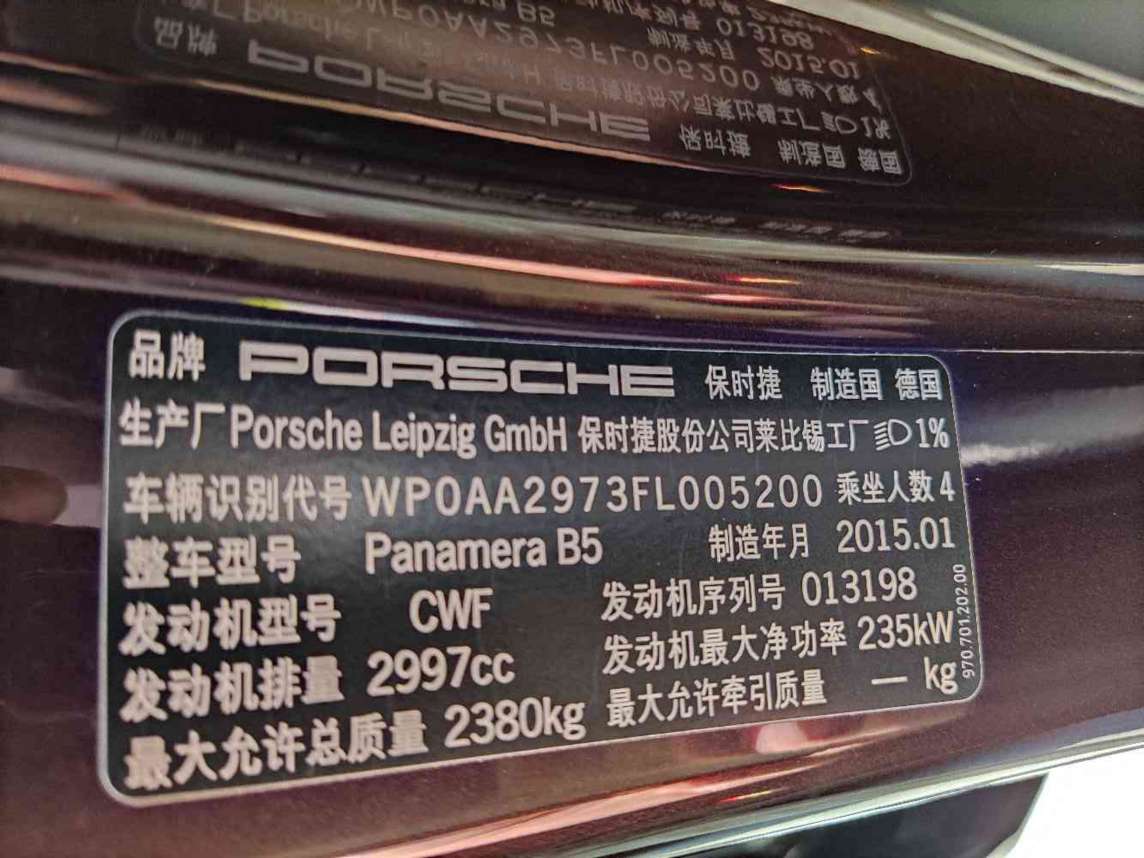 品牌 PORSCHE 保时捷 制造国 德国
生产厂 Porsche Leipzig GmbH 保时捷股份公司莱比锡工厂 1%
车辆识别代号 WP0AA2973FL005200 乘坐人数 4
整车型号 Panamera B5 制造年月 2015.01
发动机型号 CWF 发动机序列号 013198
发动机排量 2997cc 发动机最大净功率 235kW
最大允许总质量 2380kg 最大允许牵引质量 — kg
970.701.202.00